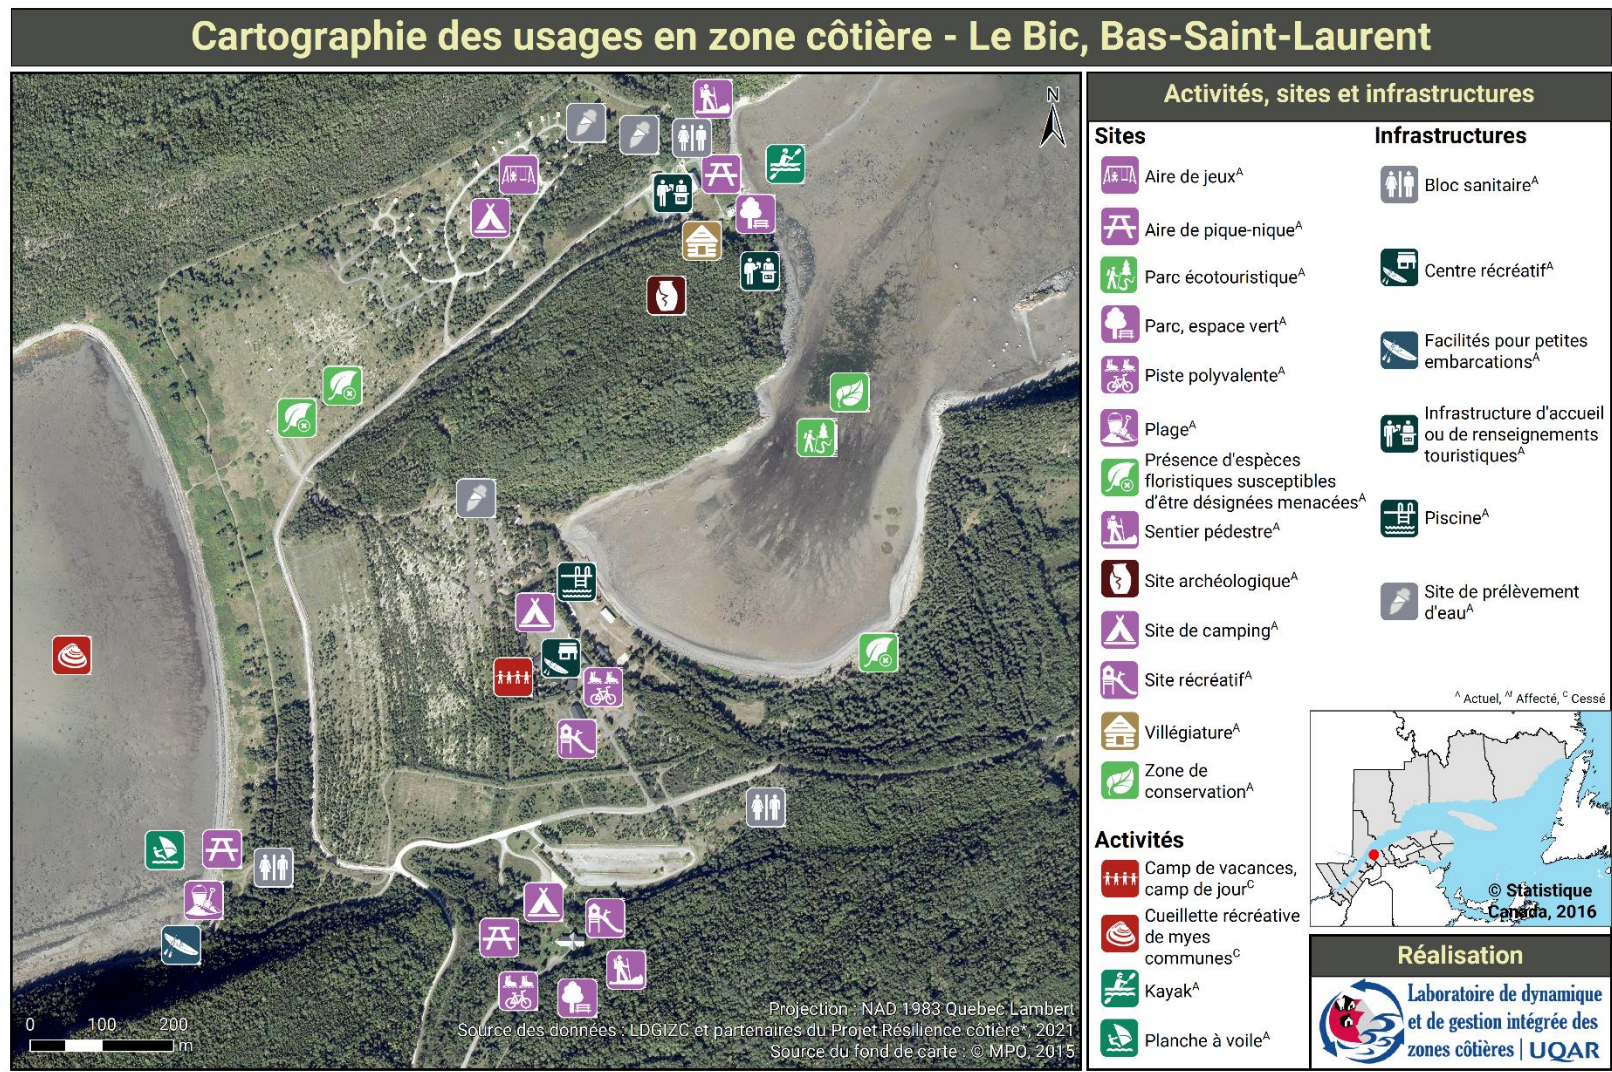 Cartographie des usages en zone côtière - Le Bic, Bas-Saint-Laurent
N
0 100 200
m
Projection : NAD 1983 Quebec Lambert
Source des données : LDGIZC et partenaires du Projet Résilience côtière*, 2021
Source du fond de carte : © MPO, 2015
Activités, sites et infrastructures
Sites
Aire de jeuxᴬ
Aire de pique-niqueᴬ
Parc écotouristiqueᴬ
Parc, espace vertᴬ
Piste polyvalenteᴬ
Plageᴬ
Présence d'espèces
floristiques susceptibles
d'être désignées menacéesᴬ
Sentier pédestreᴬ
Site archéologiqueᴬ
Site de campingᴬ
Site récréatifᴬ
Villégiatureᴬ
Zone de
conservationᴬ
Activités
Camp de vacances,
camp de jourᶜ
Cueillette récréative
de myes
communesᶜ
Kayakᴬ
Planche à voileᴬ
Infrastructures
Bloc sanitaireᴬ
Centre récréatifᴬ
Facilités pour petites
embarcationsᴬ
Infrastructure d'accueil
ou de renseignements
touristiquesᴬ
Piscineᴬ
Site de prélèvement
d'eauᴬ
ᴬ Actuel, ᴬᶠ Affecté, ᶜ Cessé
© Statistique
Canada, 2016
Réalisation
Laboratoire de dynamique
et de gestion intégrée des
zones côtières | UQAR